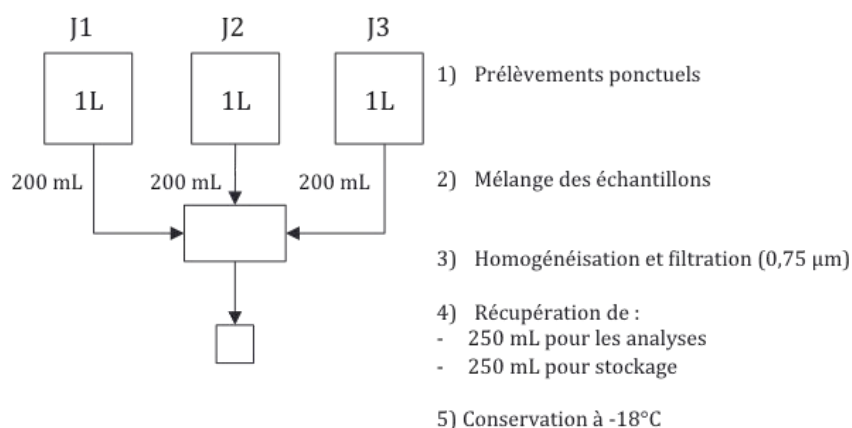 J1 J2 J3
1L 1L 1L
1) Prélèvements ponctuels
200 mL 200 mL 200 mL
2) Mélange des échantillons
3) Homogénéisation et filtration (0,75 µm)
4) Récupération de :
- 250 mL pour les analyses
- 250 mL pour stockage
5) Conservation à -18°C